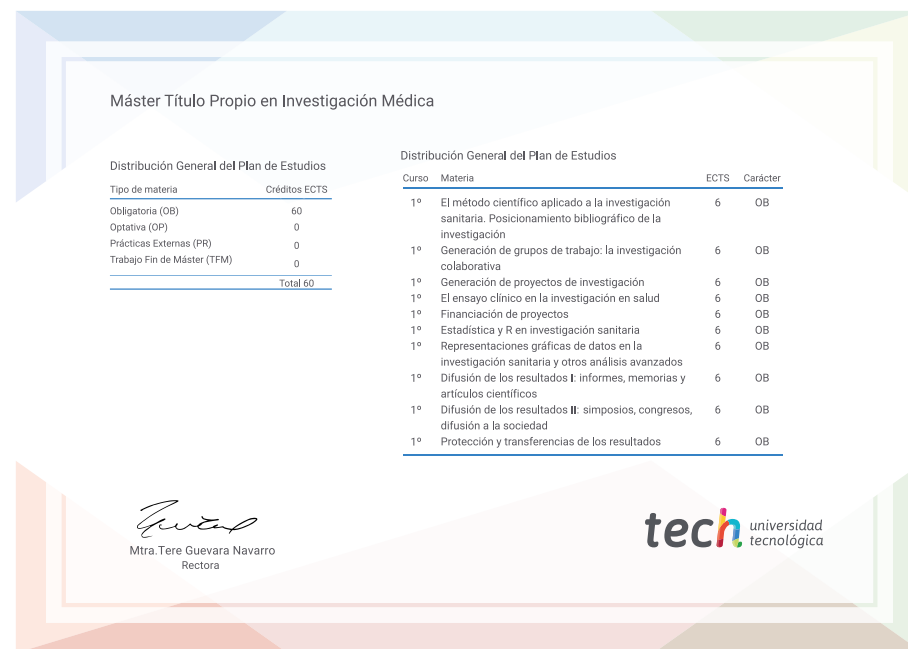 Máster Título Propio en Investigación Médica
Distribución General del Plan de Estudios
Tipo de materia Créditos ECTS
Obligatoria (OB) 60
Optativa (OP) 0
Prácticas Externas (PR) 0
Trabajo Fin de Máster (TFM) 0
Total 60
Distribución General del Plan de Estudios
Curso Materia ECTS Carácter
1º El método científico aplicado a la investigación 6 OB
sanitaria. Posicionamiento bibliográfico de la
investigación
1º Generación de grupos de trabajo: la investigación 6 OB
colaborativa
1º Generación de proyectos de investigación 6 OB
1º El ensayo clínico en la investigación en salud 6 OB
1º Financiación de proyectos 6 OB
1º Estadística y R en investigación sanitaria 6 OB
1º Representaciones gráficas de datos en la 6 OB
investigación sanitaria y otros análisis avanzados
1º Difusión de los resultados I: informes, memorias y 6 OB
artículos científicos
1º Difusión de los resultados II: simposios, congresos, 6 OB
difusión a la sociedad
1º Protección y transferencias de los resultados 6 OB
Mtra.Tere Guevara Navarro
Rectora
tech universidad
tecnológica